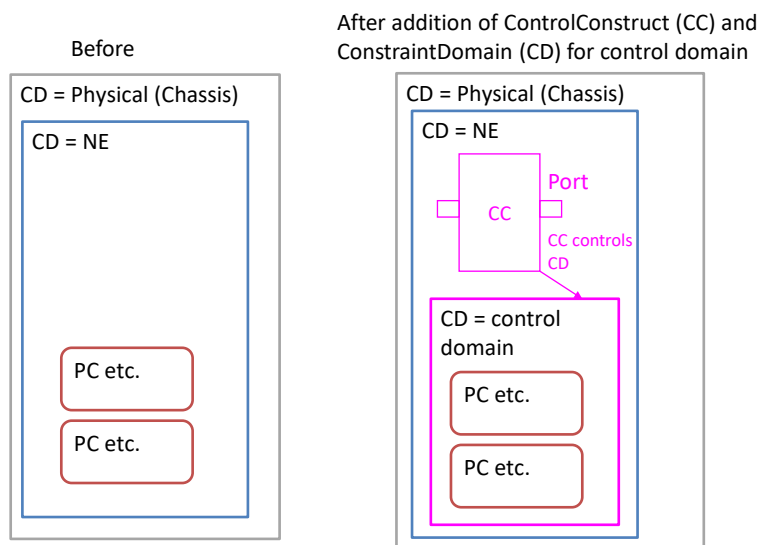 Before
CD = Physical (Chassis)
CD = NE
PC etc.
PC etc.
After addition of ControlConstruct (CC) and
ConstraintDomain (CD) for control domain
CD = Physical (Chassis)
CD = NE
Port
CC
CC controls
CD
CD = control
domain
PC etc.
PC etc.